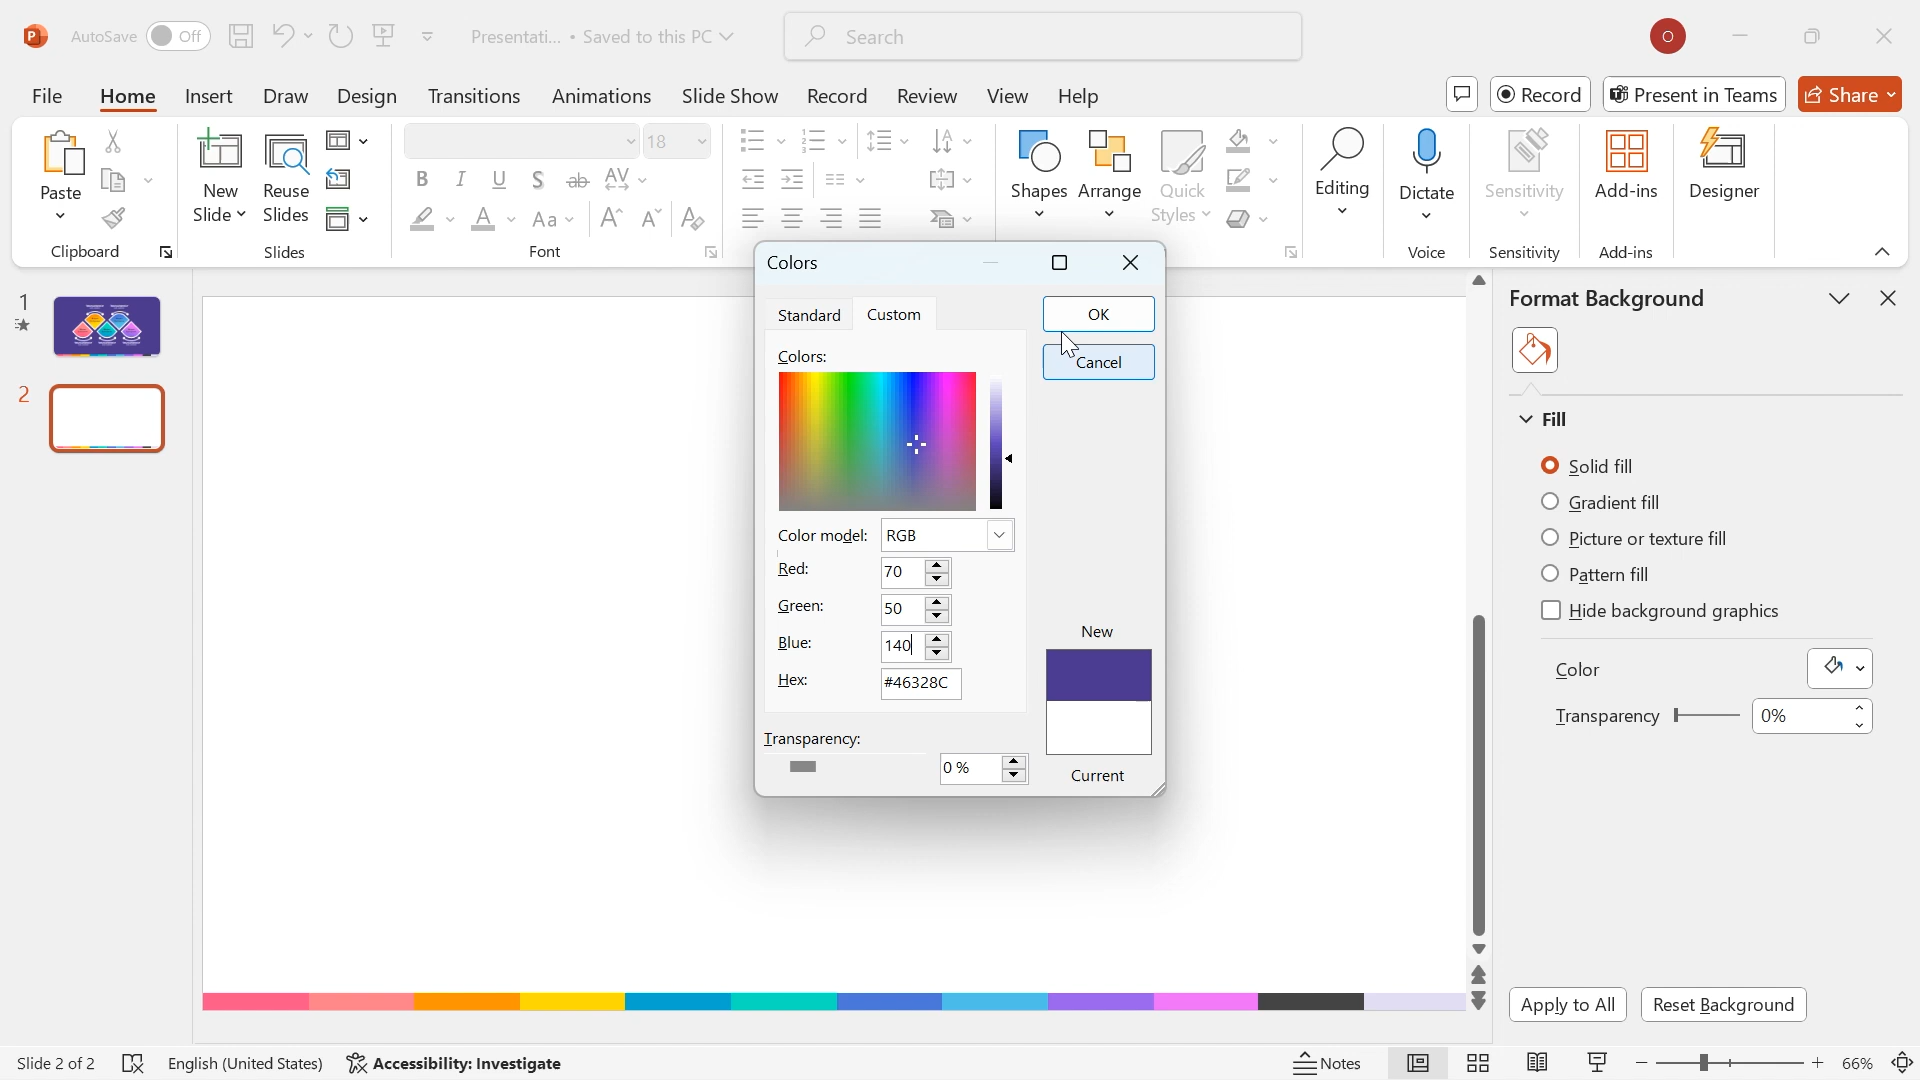 AutoSave Off Presentati... • Saved to this PC Search O
File Home Insert Draw Design Transitions Animations Slide Show Record Review View Help Record Present in Teams Share
Paste
New Slide
Reuse Slides
18
Shapes
Arrange
Quick Styles
Editing
Dictate
Sensitivity
Add-ins
Designer
Clipboard Slides Font Voice Sensitivity Add-ins
Colors
Standard Custom OK
Cancel
Colors:
Color model: RGB
Red: 70
Green: 50
Blue: 140
Hex: #46328C
Transparency:
0 %
New
Current
1
2
Format Background
Fill
Solid fill
Gradient fill
Picture or texture fill
Pattern fill
Hide background graphics
Color
Transparency 0%
Apply to All Reset Background
Slide 2 of 2 English (United States) Accessibility: Investigate Notes 66%